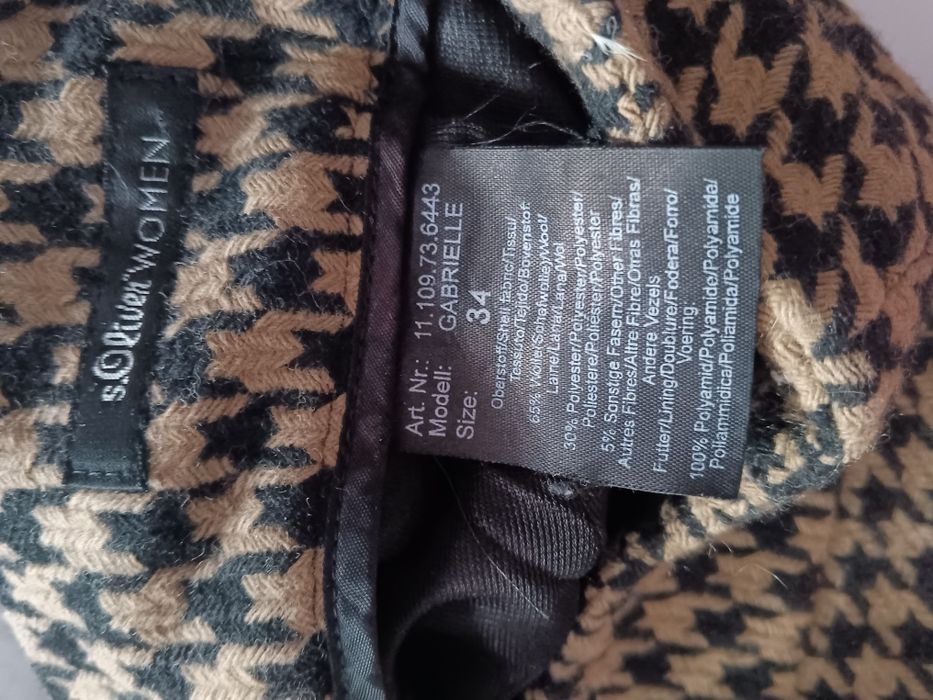 s.Oliver WOMEN
Art. Nr.: 11.109.73.6443
Modell: GABRIELLE
Size: 34
Oberstoff/Shell fabric/Tissu/
Tessuto/Tejido/Bovenstof:
65% Wolle/Schafwolle/Wool/
Laine/Lana/Lana/Wol
30% Polyester/Polyester/Polyester/
Poliestere/Poliester/Polyester
5% Sonstige Fasern/Other Fibres/
Autres Fibres/Altre Fibre/Otras Fibras/
Andere Vezels
Futter/Lining/Doublure/Fodera/Forro/
Voering:
100% Polyamid/Polyamide/Polyamide/
Poliammidica/Poliamida/Polyamide